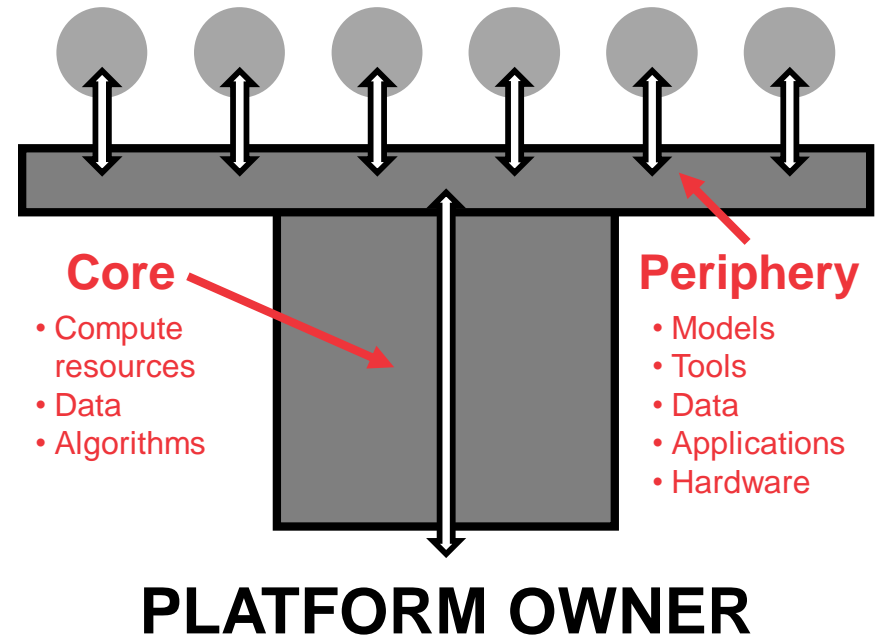 Core
• Compute
resources
• Data
• Algorithms
Periphery
• Models
• Tools
• Data
• Applications
• Hardware
PLATFORM OWNER